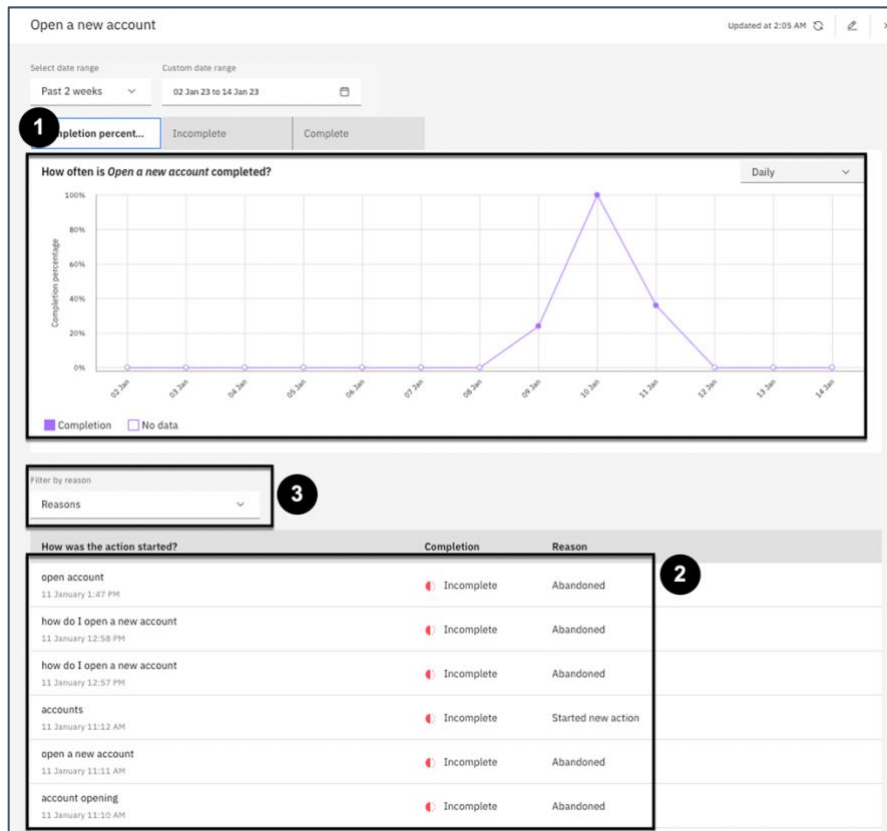 Open a new account
Updated at 2:05 AM
Select date range
Custom date range
Past 2 weeks
02 Jan 23 to 14 Jan 23
1
mpletion percent...
Incomplete
Complete
How often is Open a new account completed?
Daily
100%
80%
60%
40%
20%
0%
Completion percentage
02 Jan
03 Jan
04 Jan
05 Jan
06 Jan
07 Jan
08 Jan
09 Jan
10 Jan
11 Jan
12 Jan
13 Jan
14 Jan
Completion
No data
Filter by reason
Reasons
3
How was the action started?
Completion
Reason
2
open account
11 January 1:47 PM
Incomplete
Abandoned
how do I open a new account
11 January 12:58 PM
Incomplete
Abandoned
how do I open a new account
11 January 12:57 PM
Incomplete
Abandoned
accounts
11 January 11:12 AM
Incomplete
Started new action
open a new account
11 January 11:11 AM
Incomplete
Abandoned
account opening
11 January 11:10 AM
Incomplete
Abandoned